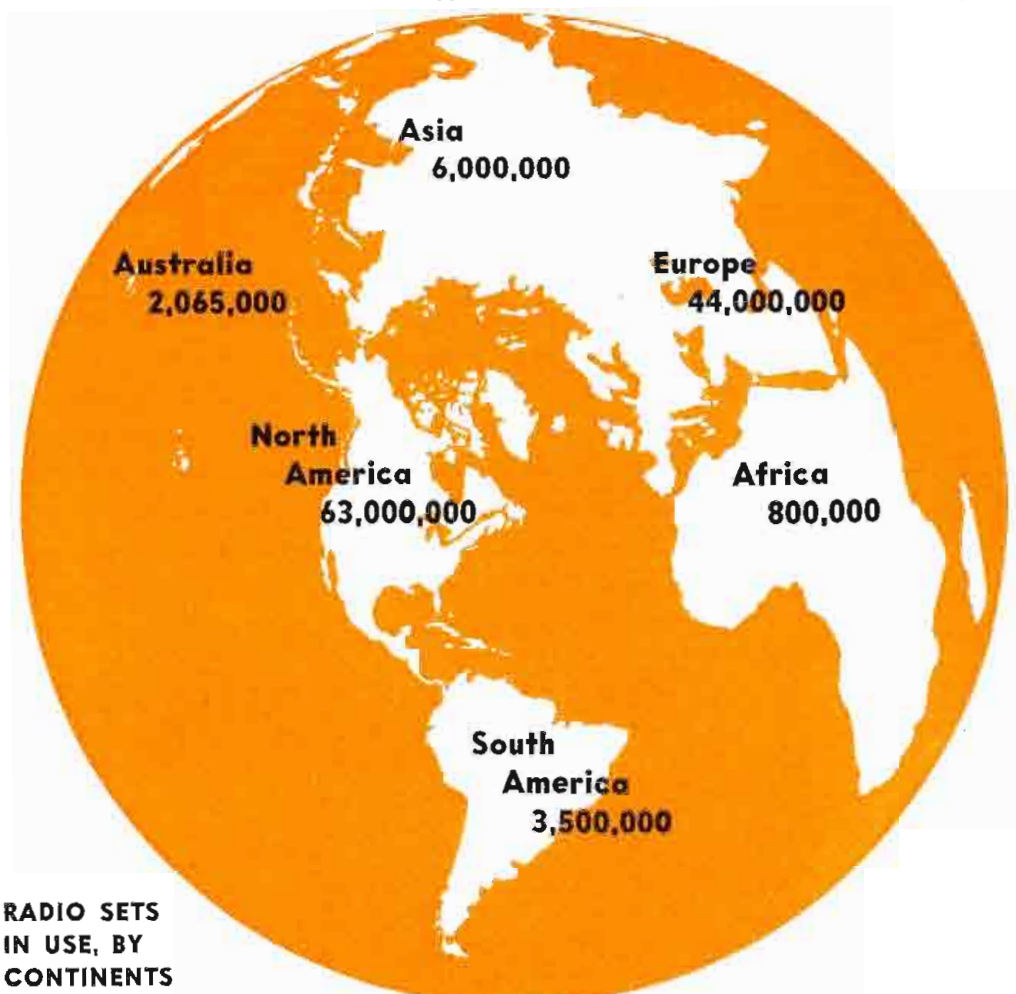 Asia
6,000,000
Australia
2,065,000
Europe
44,000,000
North
America
63,000,000
Africa
800,000
South
America
3,500,000
RADIO SETS
IN USE, BY
CONTINENTS